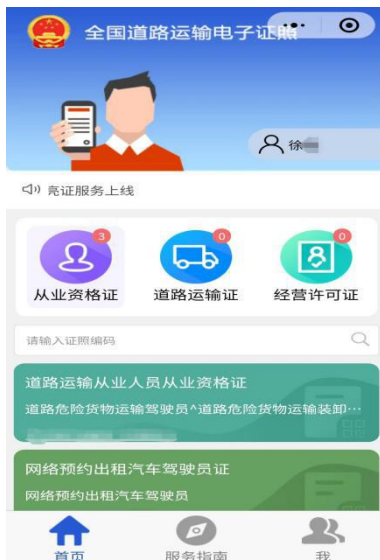 全国道路运输电子证照
徐
亮证服务上线
3
0
0
从业资格证
道路运输证
经营许可证
请输入证照编码
道路运输从业人员从业资格证
道路危险货物运输驾驶员^道路危险货物运输装卸…
网络预约出租汽车驾驶员证
网络预约出租汽车驾驶员
首页
服务指南
我